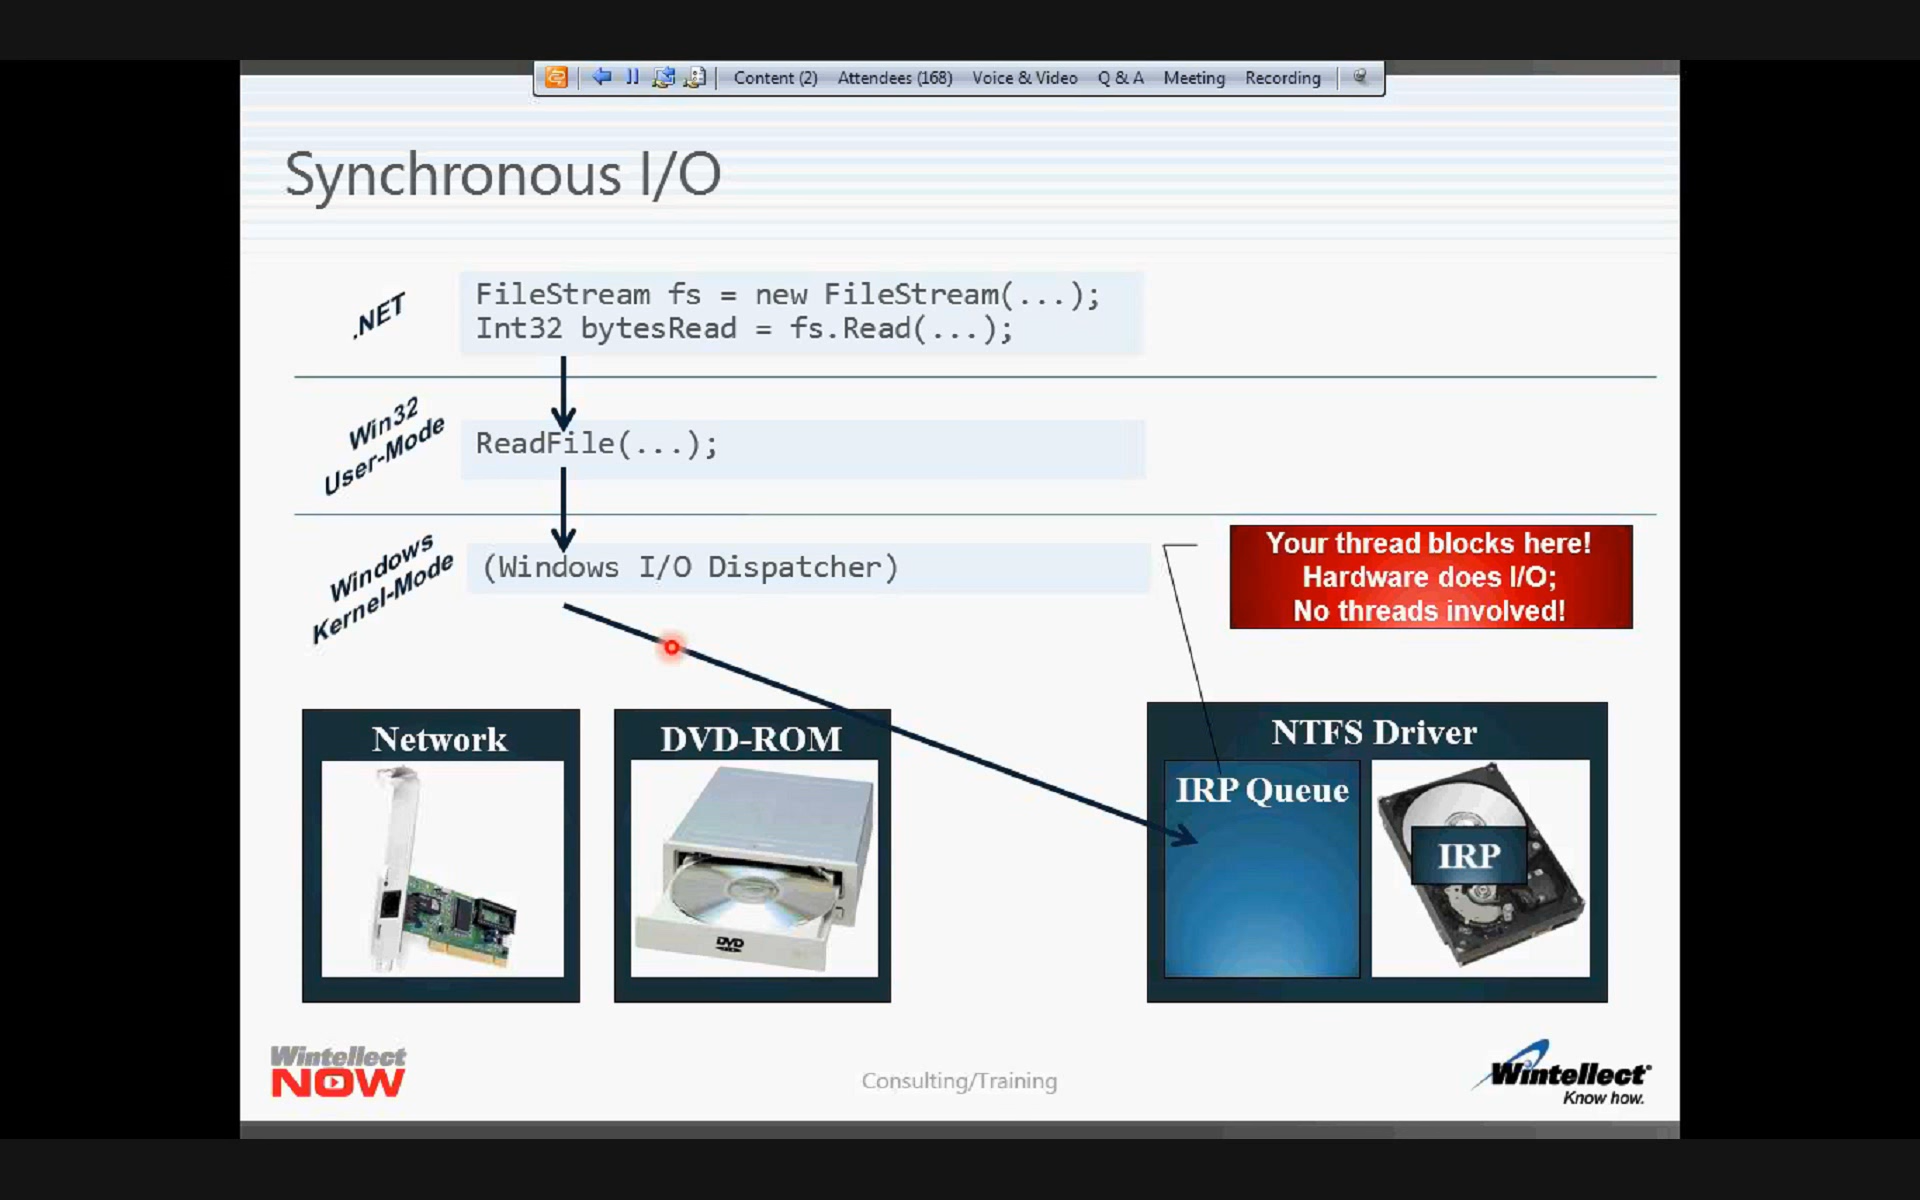 Content (2) Attendees (168) Voice & Video Q & A Meeting Recording
Synchronous I/O
.NET
FileStream fs = new FileStream(...);
Int32 bytesRead = fs.Read(...);
Win32
User-Mode
ReadFile(...);
Windows
Kernel-Mode
(Windows I/O Dispatcher)
Your thread blocks here!
Hardware does I/O;
No threads involved!
Network
DVD-ROM
DVD
NTFS Driver
IRP Queue
IRP
Wintellect
NOW
Consulting/Training
Wintellect
Know how.